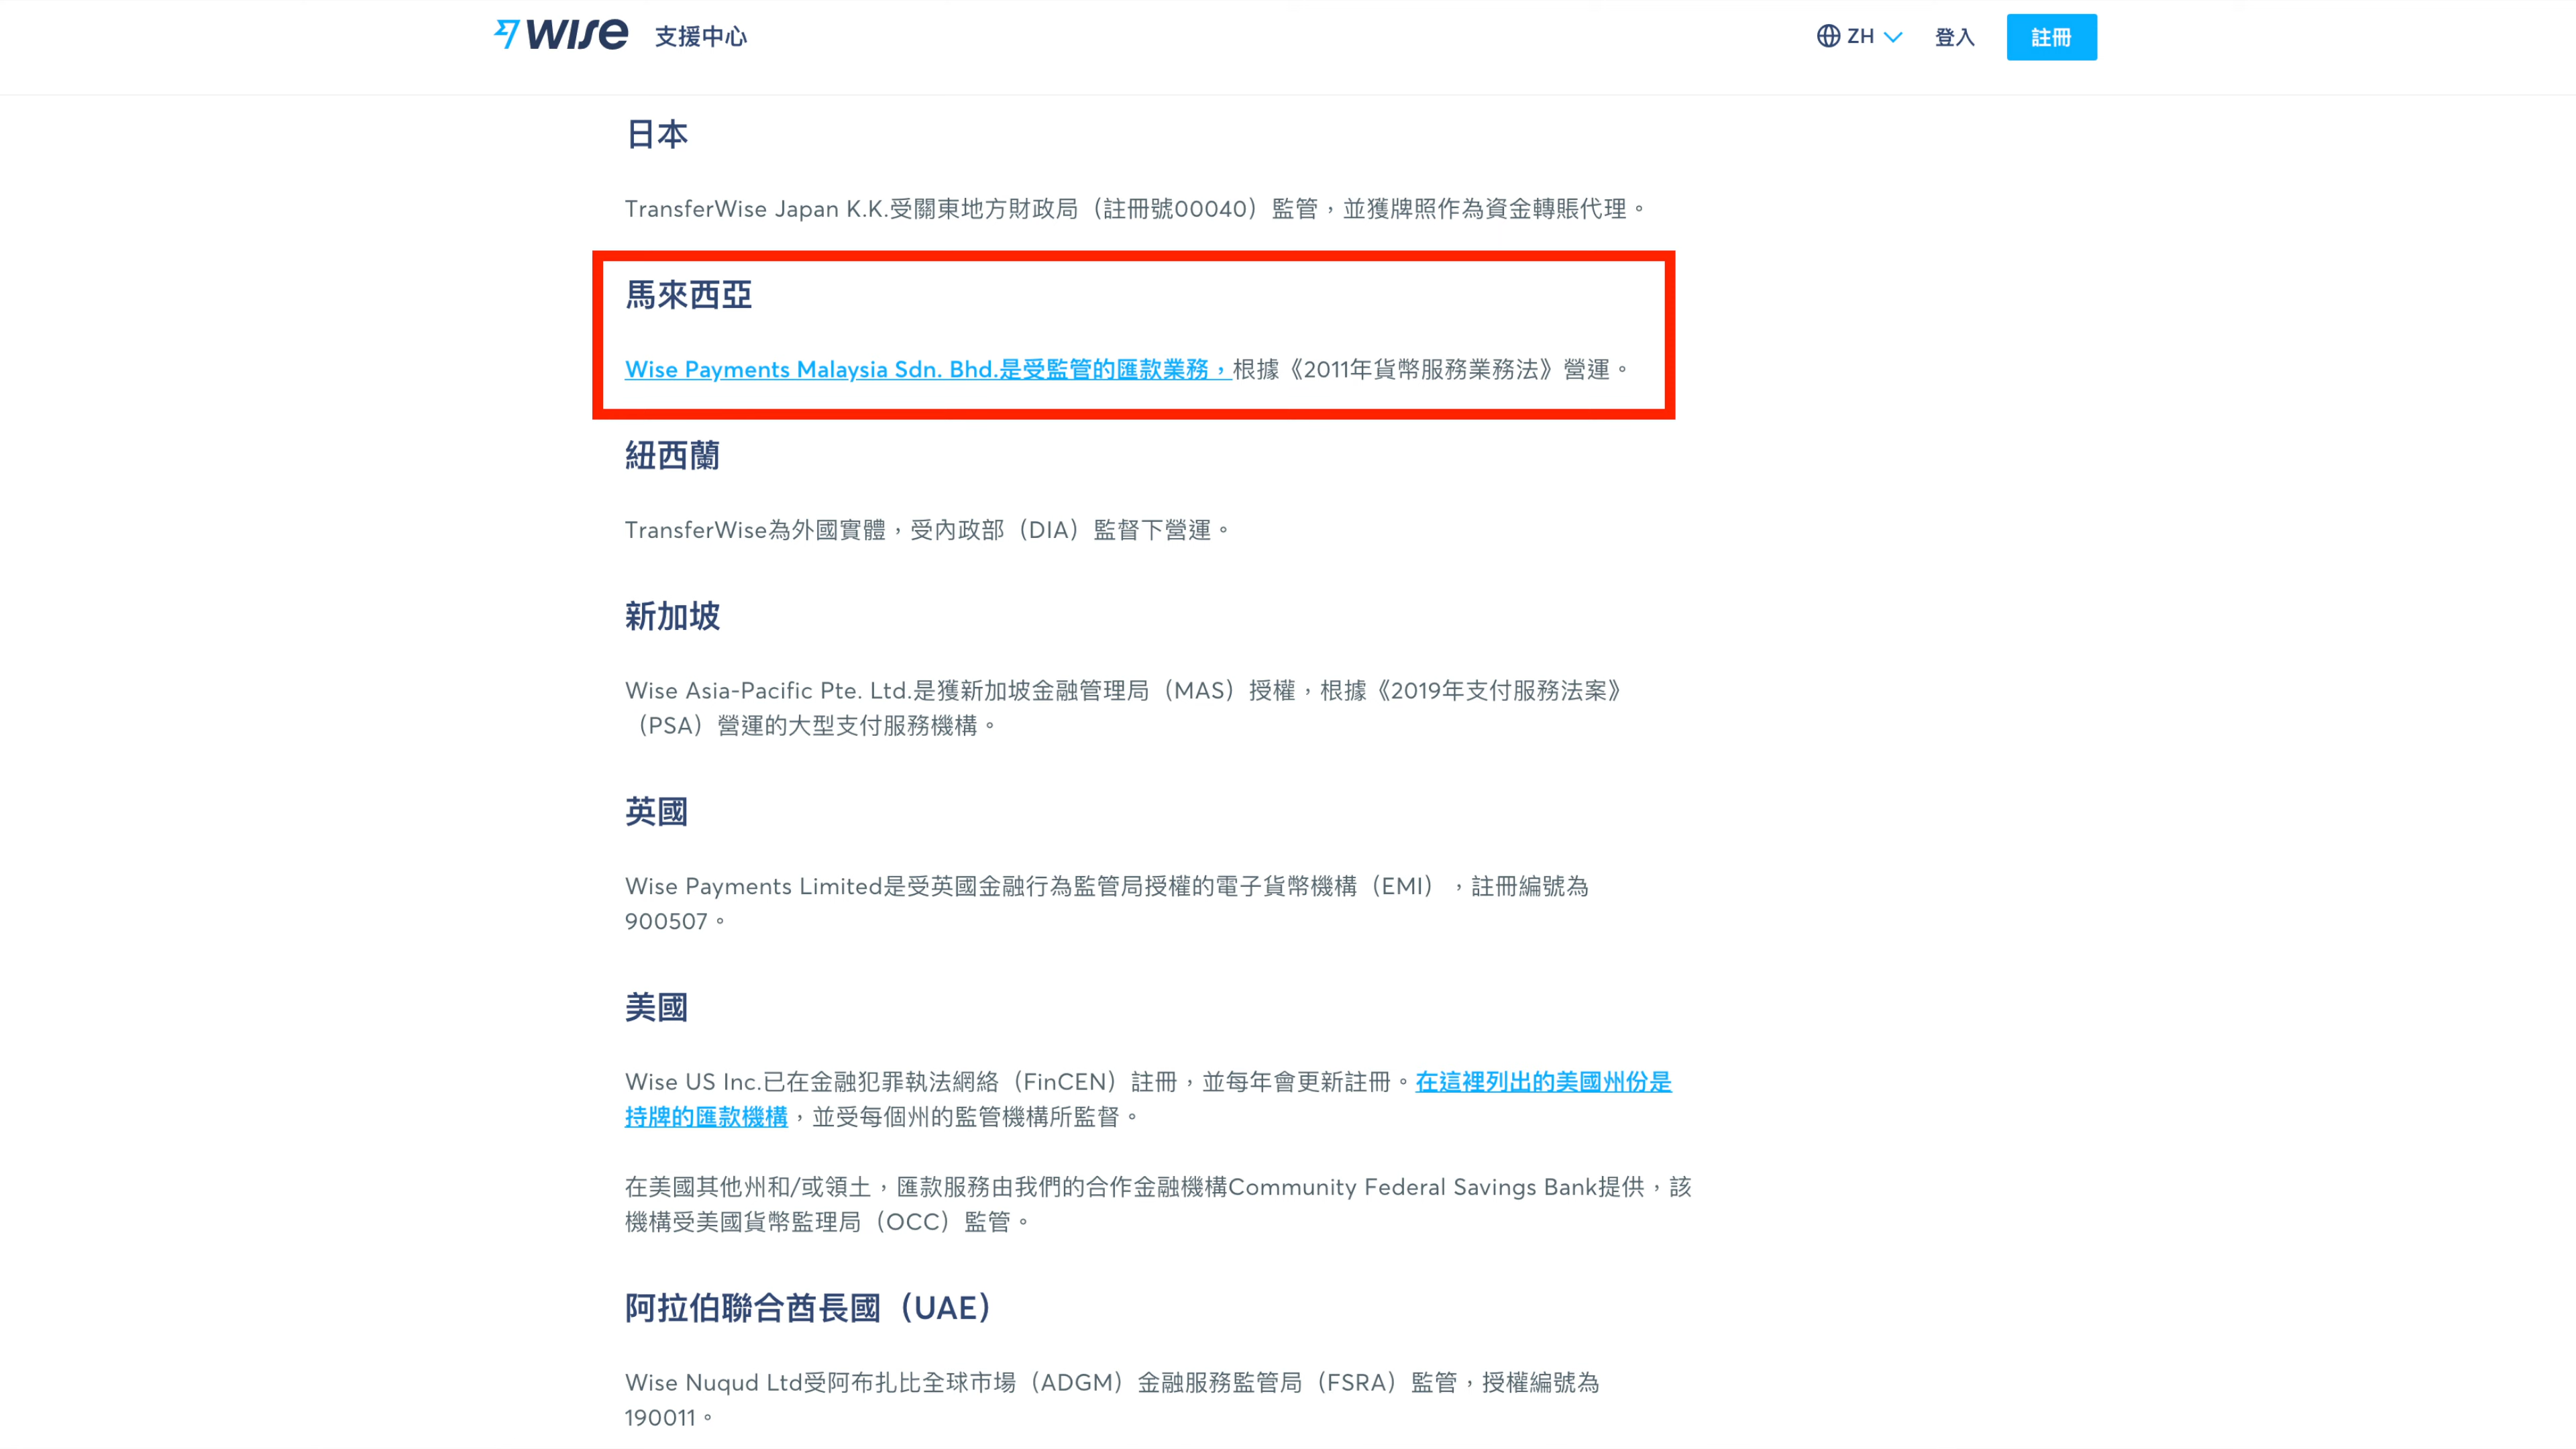 wise 支援中心 ZH 登入 註冊
日本
TransferWise Japan K.K.受關東地方財政局（註冊號00040）監管，並獲牌照作為資金轉賬代理。
馬來西亞
Wise Payments Malaysia Sdn. Bhd.是受監管的匯款業務，根據《2011年貨幣服務業務法》營運。
紐西蘭
TransferWise為外國實體，受內政部（DIA）監督下營運。
新加坡
Wise Asia-Pacific Pte. Ltd.是獲新加坡金融管理局（MAS）授權，根據《2019年支付服務法案》
（PSA）營運的大型支付服務機構。
英國
Wise Payments Limited是受英國金融行為監管局授權的電子貨幣機構（EMI），註冊編號為
900507。
美國
Wise US Inc.已在金融犯罪執法網絡（FinCEN）註冊，並每年會更新註冊。在這裡列出的美國州份是
持牌的匯款機構，並受每個州的監管機構所監督。
在美國其他州和/或領土，匯款服務由我們的合作金融機構Community Federal Savings Bank提供，該
機構受美國貨幣監理局（OCC）監管。
阿拉伯聯合酋長國（UAE）
Wise Nuqud Ltd受阿布扎比全球市場（ADGM）金融服務監管局（FSRA）監管，授權編號為
190011。